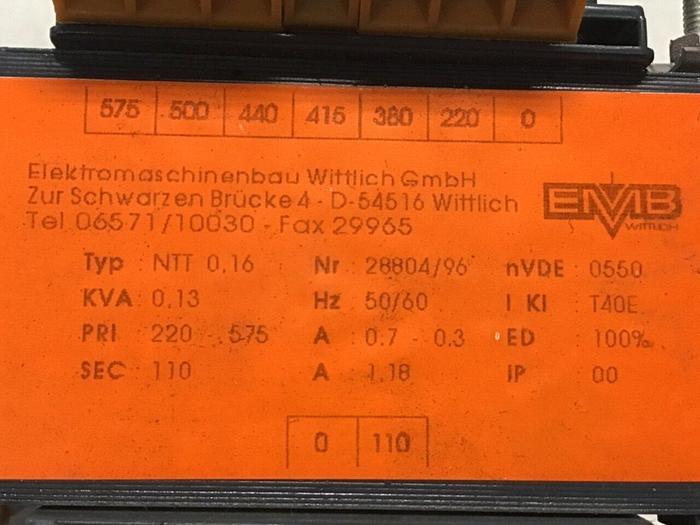 575 500 440 415 380 220 0
Elektromaschinenbau Wittlich GmbH
Zur Schwarzen Brücke 4 - D-54516 Wittlich
Tel 06571/10030 - Fax 29965
EMB
WITTLICH
Typ : NTT 0,16 Nr : 28804/96 nVDE : 0550
KVA : 0,13 Hz : 50/60 I Kl : T40E
PRI : 220 - 575 A : 0.7 - 0.3 ED : 100%
SEC : 110 A : 1,18 IP : 00
0 110